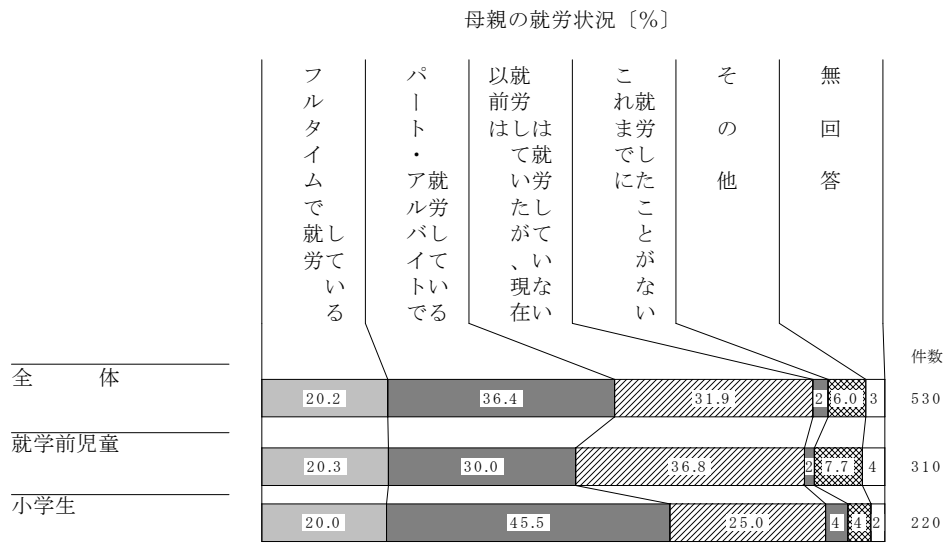 母親の就労状況〔%〕
フルタイムで就労
している
パート・アルバイトで
就労している
以前は
就労していたが、現在
は就労していない
これまでに
就労したことがない
その他
無回答
件数
全 体
20.2 36.4 31.9 2 6.0 3 530
就学前児童
20.3 30.0 36.8 2 7.7 4 310
小学生
20.0 45.5 25.0 4 4 2 220